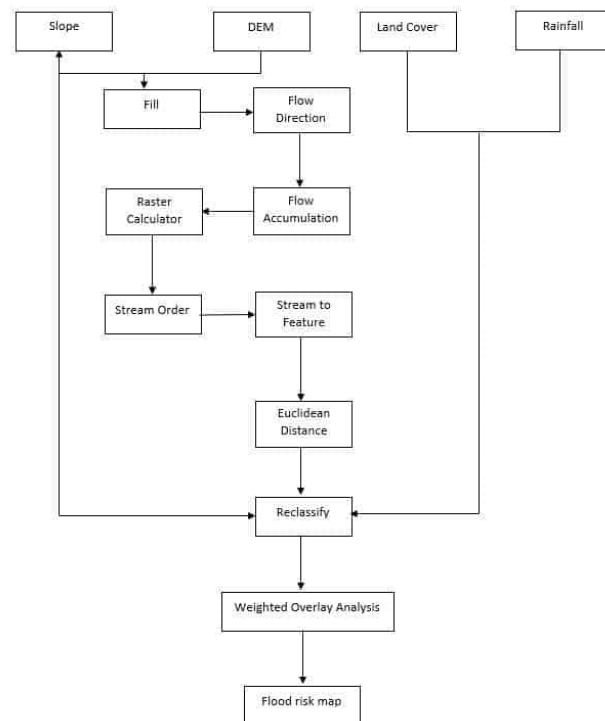 Slope
DEM
Land Cover
Rainfall
Fill
Flow
Direction
Raster
Calculator
Flow
Accumulation
Stream Order
Stream to
Feature
Euclidean
Distance
Reclassify
Weighted Overlay Analysis
Flood risk map